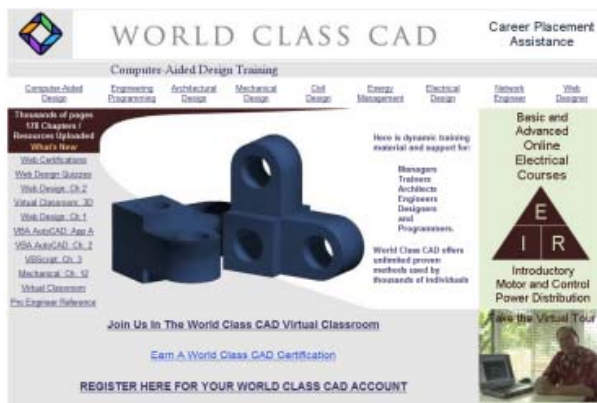 WORLD CLASS CAD
Career Placement
Assistance
Computer-Aided Design Training
Computer-Aided
Design
Engineering
Programming
Architectural
Design
Mechanical
Design
Civil
Design
Energy
Management
Electrical
Design
Network
Engineer
Web
Designer
Thousands of pages
178 Chapters /
Resources Uploaded
What's New
Web Certifications
Web Design Quizzes
Web Design, Ch 2
Virtual Classroom, 3D
Web Design, Ch 1
VBA AutoCAD, App A
VBA AutoCAD, Ch. 2
VBScript, Ch. 3
Mechanical, Ch. 12
Virtual Classroom
Pro Engineer Reference
Here is dynamic training
material and support for:
Managers
Trainers
Architects
Engineers
Designers
and
Programmers.
World Class CAD offers
unlimited proven
methods used by
thousands of individuals
Basic and
Advanced
Online
Electrical
Courses
E
I R
Introductory
Motor and Control
Power Distribution
Take the Virtual Tour
Join Us In The World Class CAD Virtual Classroom
Earn A World Class CAD Certification
REGISTER HERE FOR YOUR WORLD CLASS CAD ACCOUNT